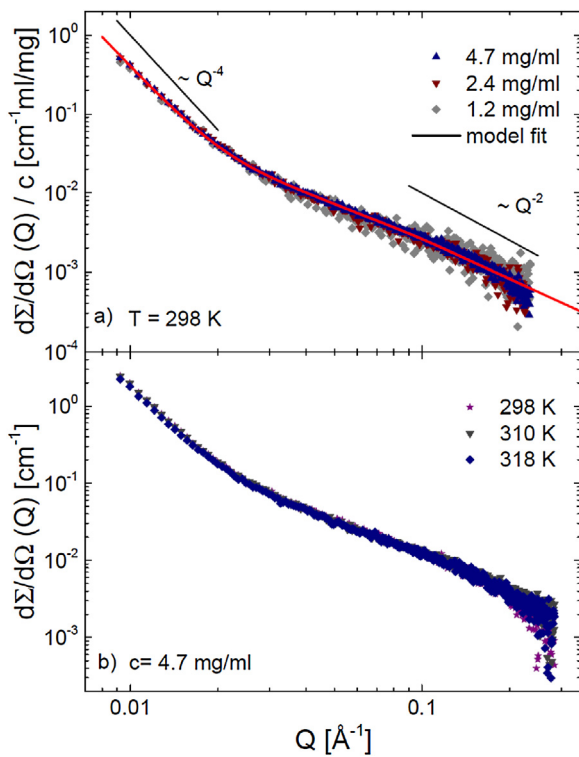 10⁰
~ Q⁻⁴
4.7 mg/ml
2.4 mg/ml
1.2 mg/ml
model fit
10⁻¹
10⁻²
~ Q⁻²
10⁻³
dΣ/dΩ (Q) / c [cm⁻¹ml/mg]
a) T = 298 K
10⁻⁴
10⁰
298 K
310 K
318 K
10⁻¹
10⁻²
10⁻³
dΣ/dΩ (Q) [cm⁻¹]
b) c= 4.7 mg/ml
0.01
0.1
Q [Å⁻¹]